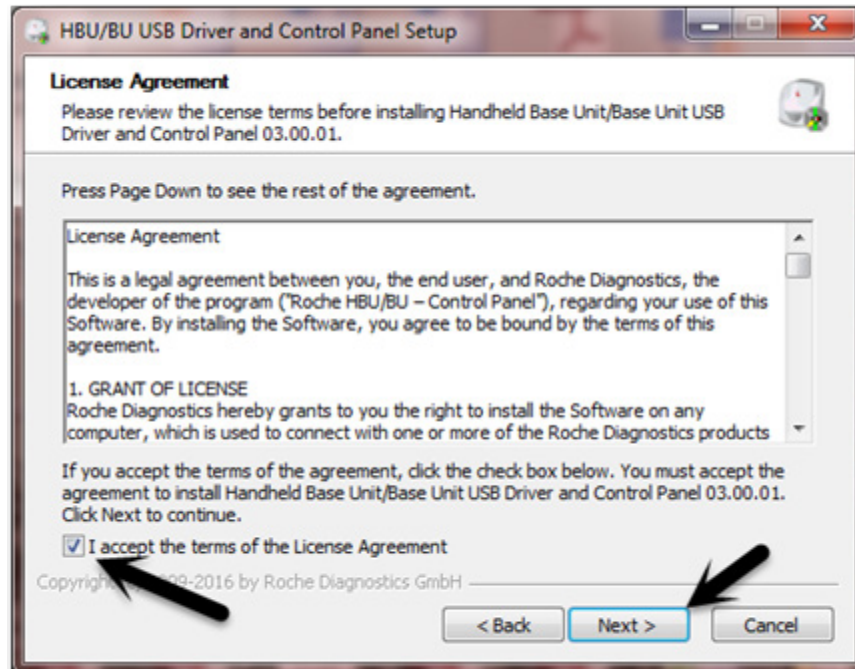 HBU/BU USB Driver and Control Panel Setup
License Agreement
Please review the license terms before installing Handheld Base Unit/Base Unit USB
Driver and Control Panel 03.00.01.
Press Page Down to see the rest of the agreement.
License Agreement
This is a legal agreement between you, the end user, and Roche Diagnostics, the
developer of the program ("Roche HBU/BU – Control Panel"), regarding your use of this
Software. By installing the Software, you agree to be bound by the terms of this
agreement.
1. GRANT OF LICENSE
Roche Diagnostics hereby grants to you the right to install the Software on any
computer, which is used to connect with one or more of the Roche Diagnostics products
If you accept the terms of the agreement, click the check box below. You must accept the
agreement to install Handheld Base Unit/Base Unit USB Driver and Control Panel 03.00.01.
Click Next to continue.
I accept the terms of the License Agreement
2016 by Roche Diagnostics GmbH
< Back Next > Cancel